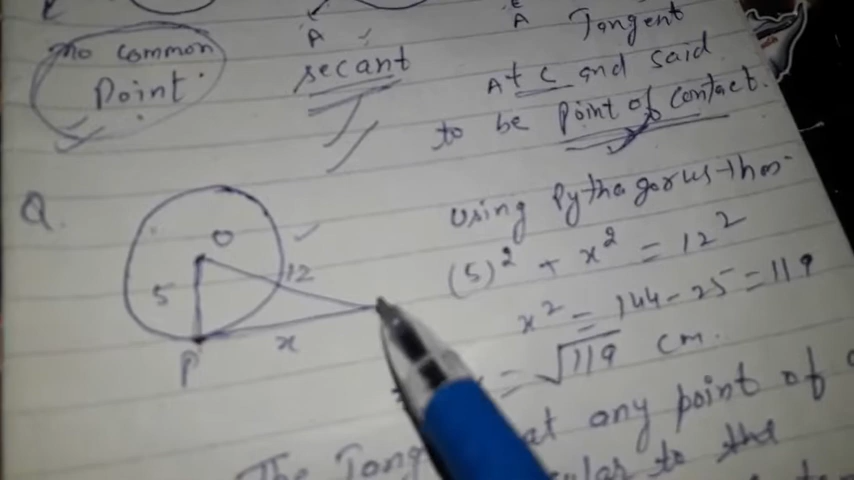 no common
Point.
A
secant
A
Tangent
At C and said
to be point of contact.
Q.
O
5
12
x
P
Using Pythagorus
(5)² + x² = 12²
x² = 144 - 25 = 119
= √119 cm.
The Tang at any point of
to the